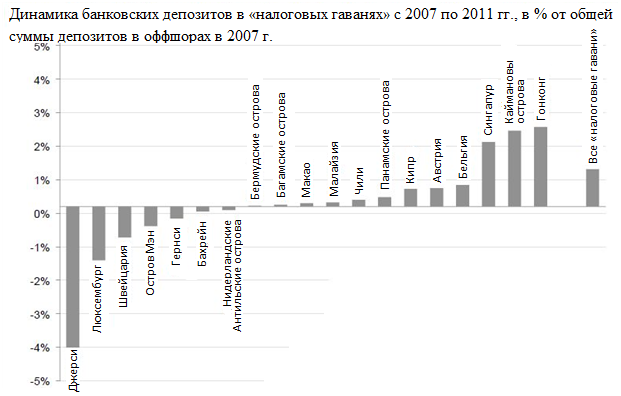 Динамика банковских депозитов в «налоговых гаванях» с 2007 по 2011 гг., в % от общей
суммы депозитов в оффшорах в 2007 г.
5%
4%
3%
2%
1%
0%
-1%
-2%
-3%
-4%
-5%
Джерси
Люксембург
Швейцария
Остров Мэн
Гернси
Бахрейн
Нидерландские
Антильские острова
Бермудские острова
Багамские острова
Макао
Малайзия
Чили
Панамские острова
Кипр
Австрия
Бельгия
Сингапур
Каймановы
острова
Гонконг
Все «налоговые гавани»